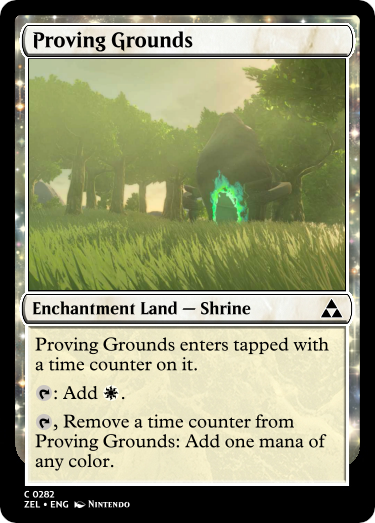 Proving Grounds
Enchantment Land — Shrine
Proving Grounds enters tapped with
a time counter on it.
: Add .
, Remove a time counter from
Proving Grounds: Add one mana of
any color.
C 0282
ZEL • ENG Nintendo